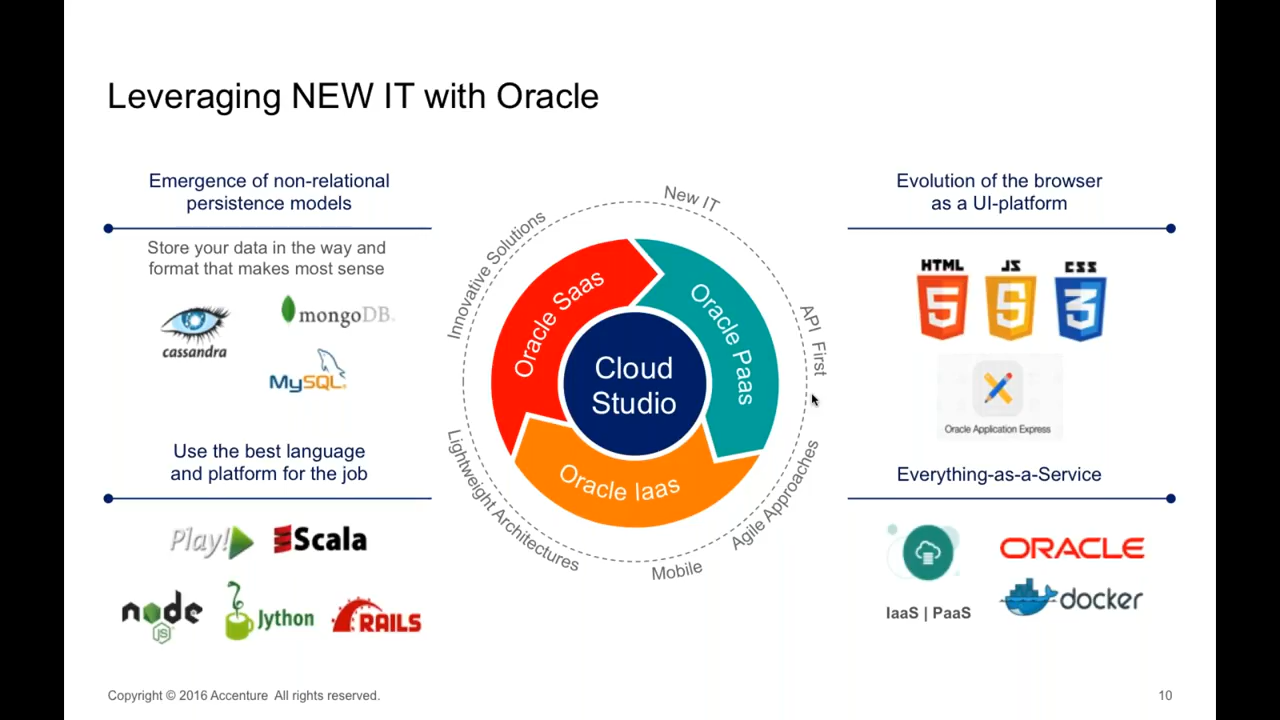 Leveraging NEW IT with Oracle
Emergence of non-relational
persistence models
Store your data in the way and
format that makes most sense
cassandra
mongoDB
MySQL
Use the best language
and platform for the job
Play!
Scala
node
JS
Jython
RAILS
New IT
Innovative Solutions
API First
Lightweight Architectures
Agile Approaches
Mobile
Oracle Saas
Oracle Paas
Oracle Iaas
Cloud
Studio
Evolution of the browser
as a UI-platform
HTML JS CSS
5 5 3
Oracle Application Express
Everything-as-a-Service
ORACLE
docker
IaaS | PaaS
Copyright © 2016 Accenture All rights reserved.
10